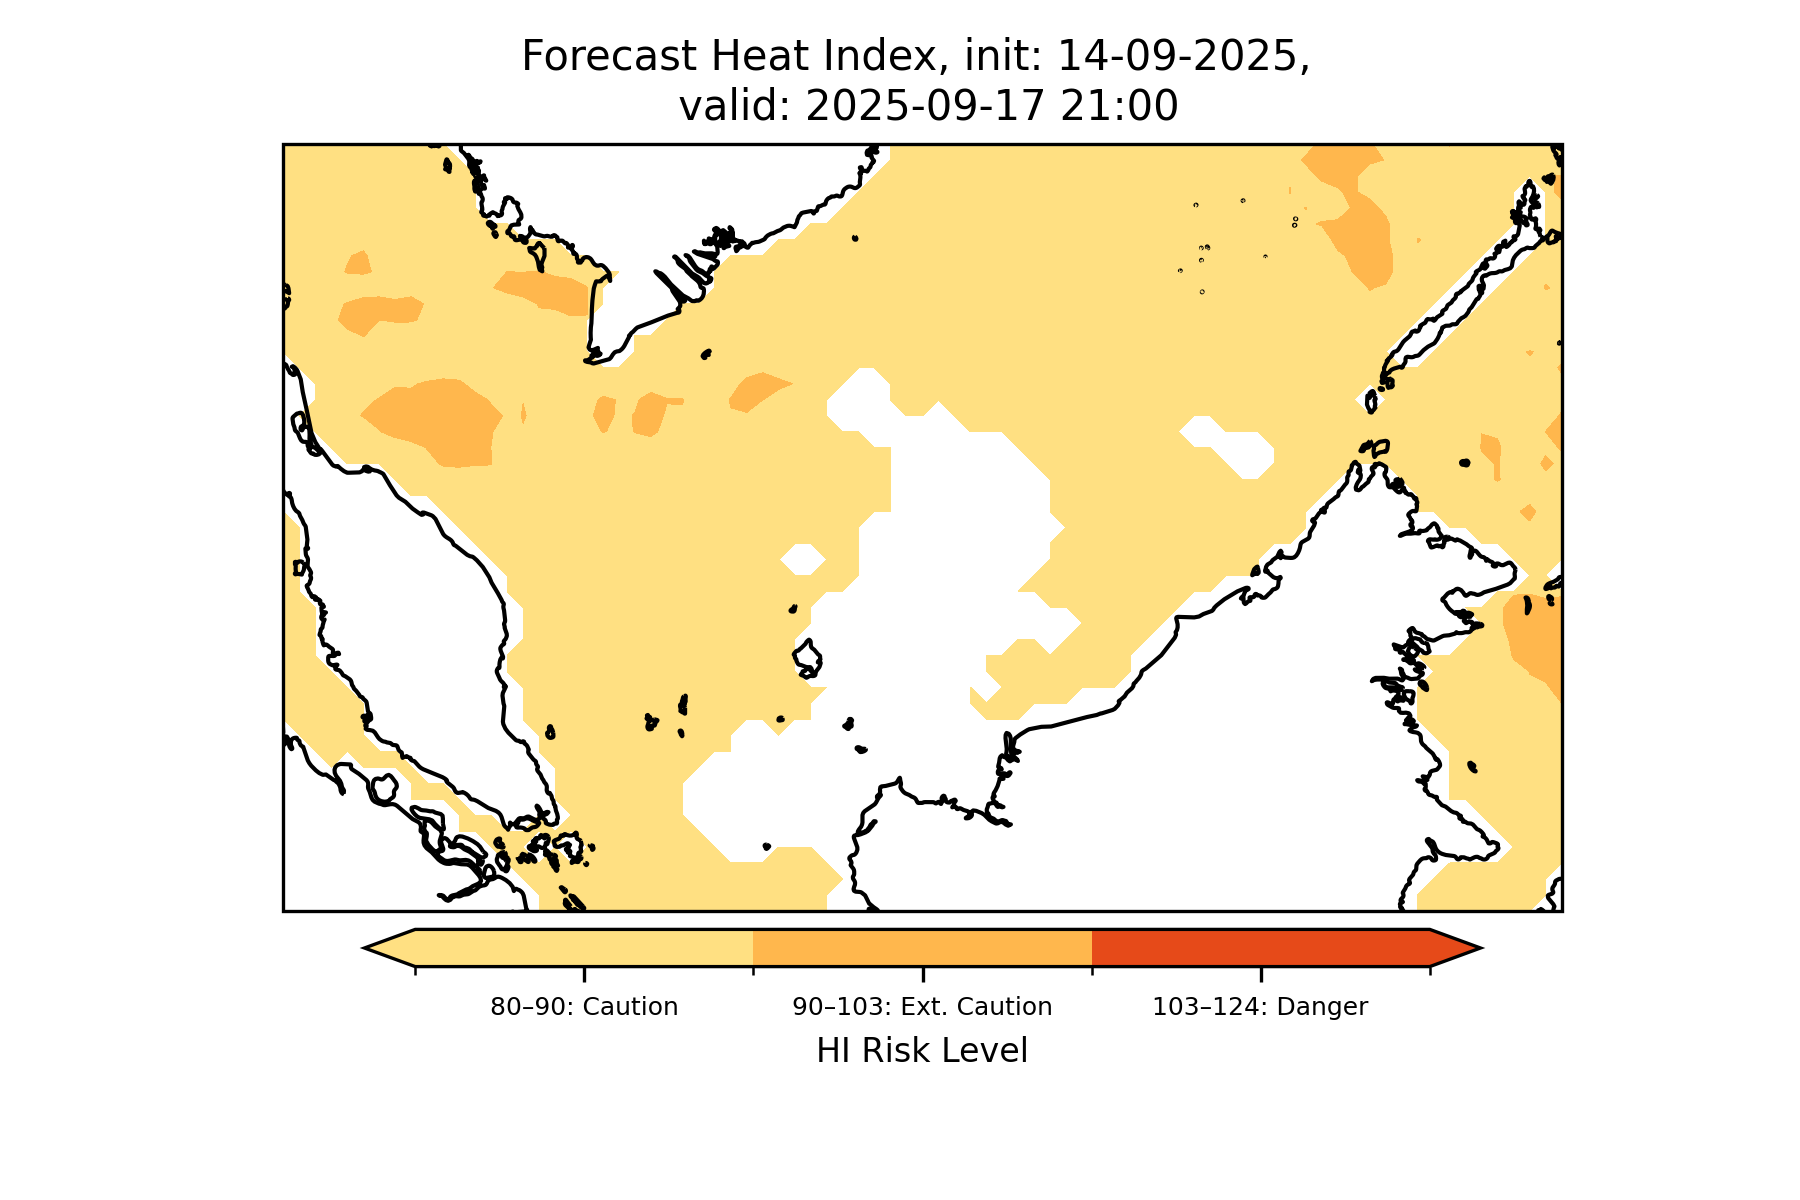 Forecast Heat Index, init: 14-09-2025,
valid: 2025-09-17 21:00
80–90: Caution
90–103: Ext. Caution
103–124: Danger
HI Risk Level